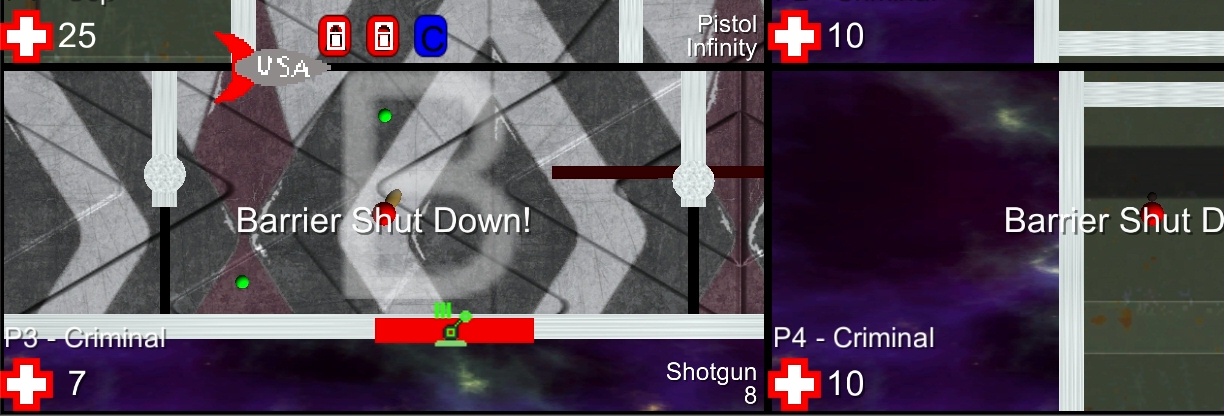 25
C
Pistol
Infinity
10
USA
B
Barrier Shut Down!
Barrier Shut D
P3 - Criminal
7
Shotgun
8
P4 - Criminal
10